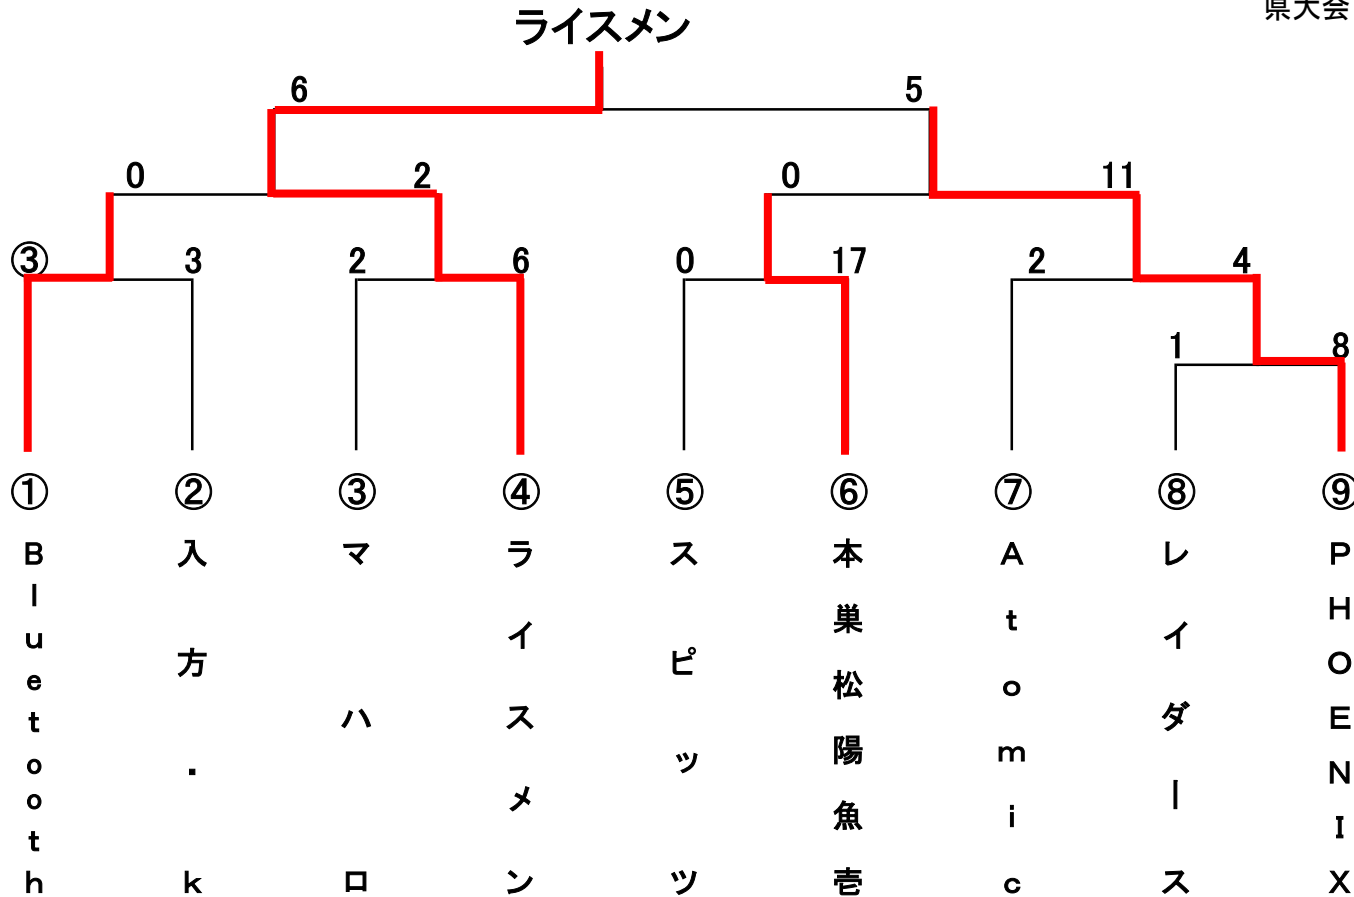 県大会
ライスメン
6 5
0 2 0 11
③ 3 2 6 0 17 2 4
1 8
① ② ③ ④ ⑤ ⑥ ⑦ ⑧ ⑨
Bluetooth
入方.k
マハロ
ライスメン
スピッツ
本巣松陽魚壱
Atomic
レイダース
PHOENIX